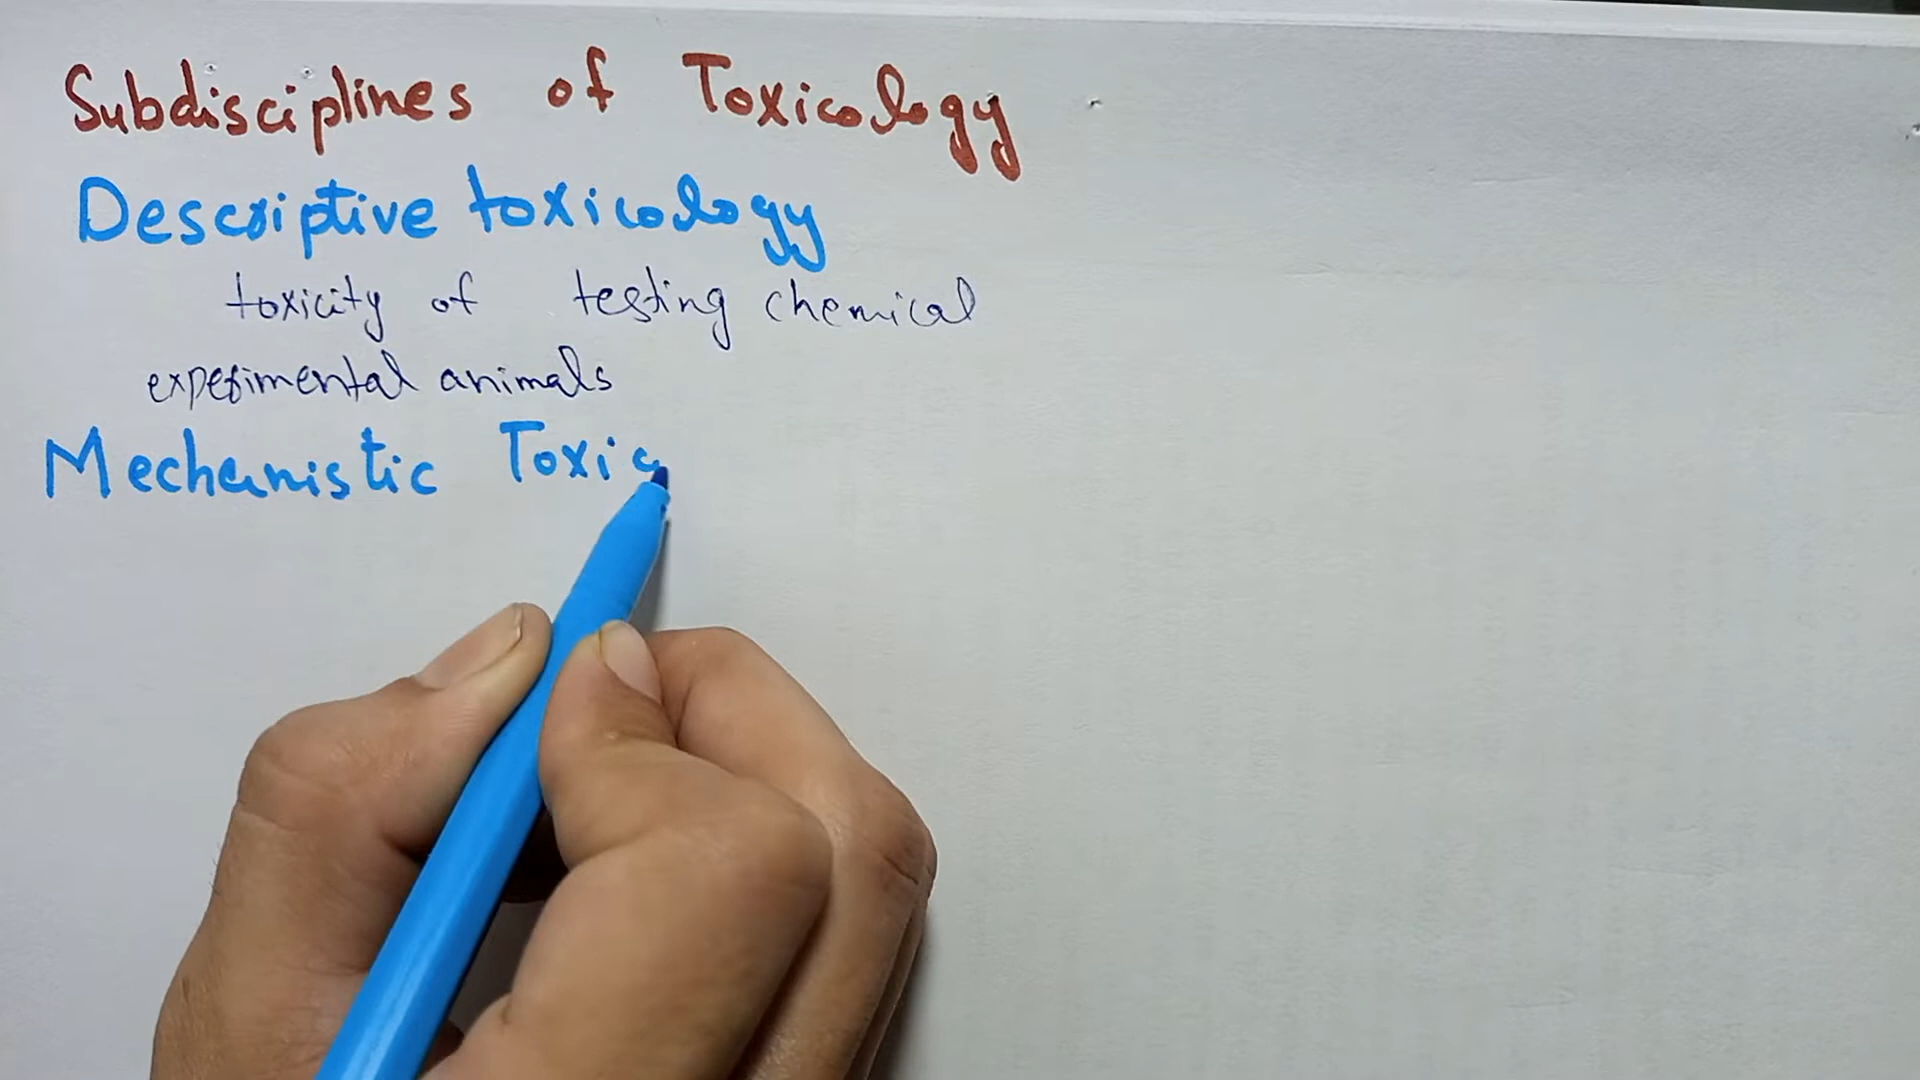 Subdisciplines of Toxicology
Descriptive toxicology
toxicity of testing chemical
experimental animals
Mechanistic Toxic